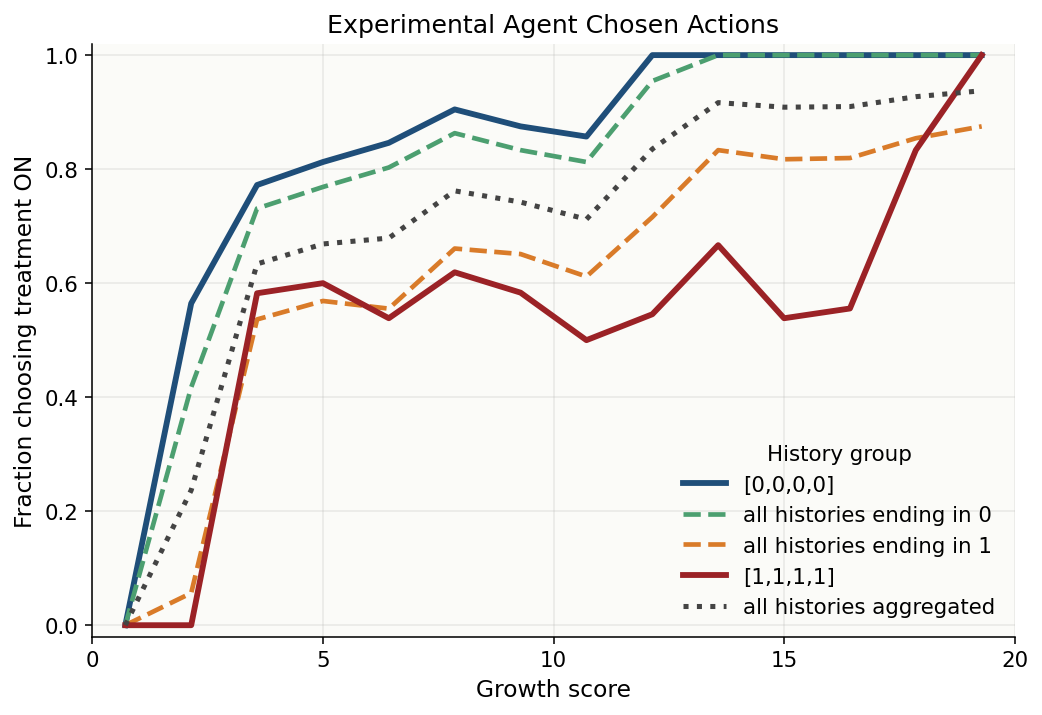 Experimental Agent Chosen Actions
1.0
0.8
0.6
0.4
0.2
0.0
Fraction choosing treatment ON
History group
[0,0,0,0]
all histories ending in 0
all histories ending in 1
[1,1,1,1]
all histories aggregated
0 5 10 15 20
Growth score